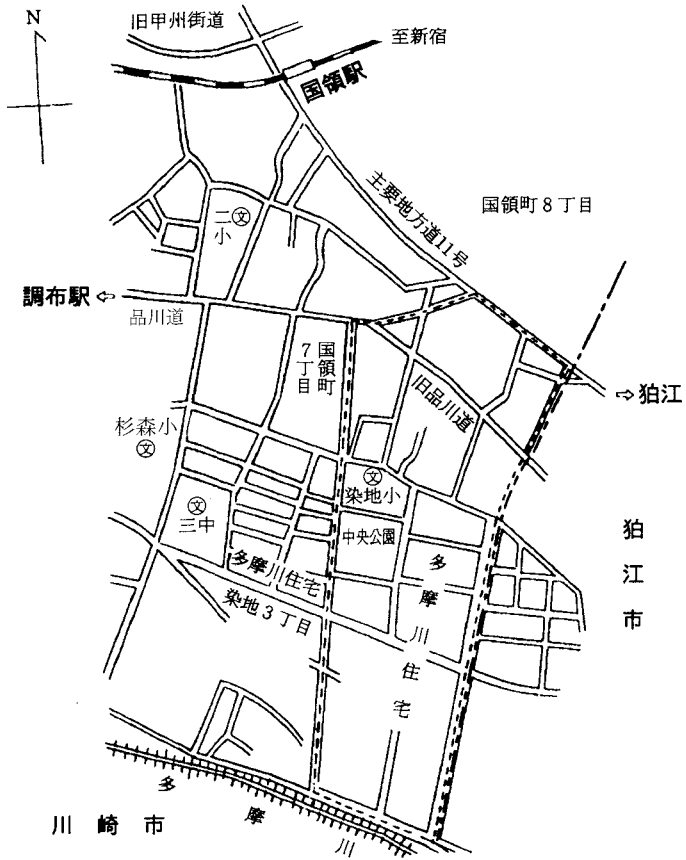 旧甲州街道
N
至新宿
国領駅
主要地方道11号
国領町8丁目
二小
文
調布駅⇦
品川道
国領町
7丁目
旧品川道
⇨狛江
杉森小
文
文
染地小
文
三中
中央公園
多摩川住宅
多摩川住宅
染地3丁目
狛江市
多摩川
川崎市